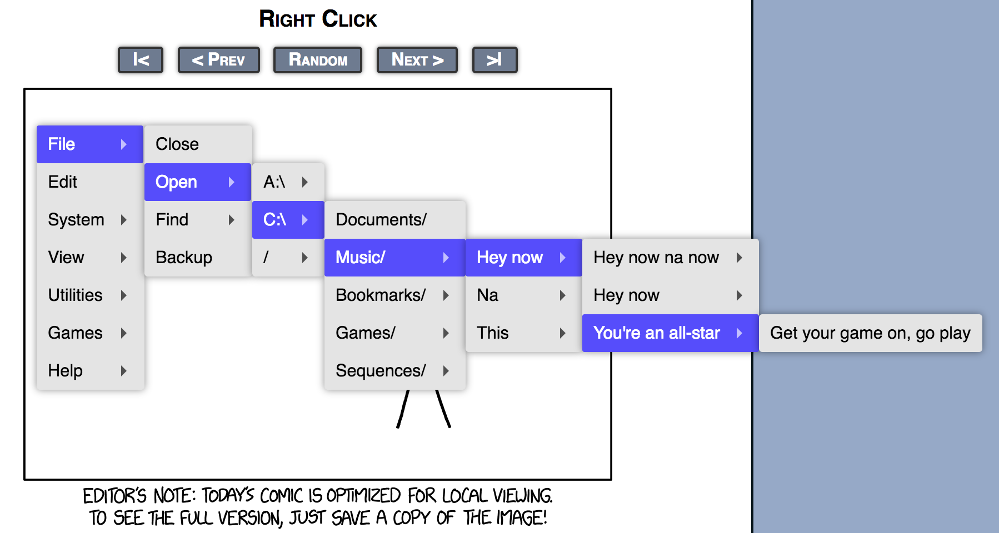 Right Click
|<
< Prev
Random
Next >
>|
File
Edit
System
View
Utilities
Games
Help
Close
Open
Find
Backup
A:\
C:\
/
Documents/
Music/
Bookmarks/
Games/
Sequences/
Hey now
Na
This
Hey now na now
Hey now
You're an all-star
Get your game on, go play
EDITOR'S NOTE: TODAY'S COMIC IS OPTIMIZED FOR LOCAL VIEWING.
TO SEE THE FULL VERSION, JUST SAVE A COPY OF THE IMAGE!